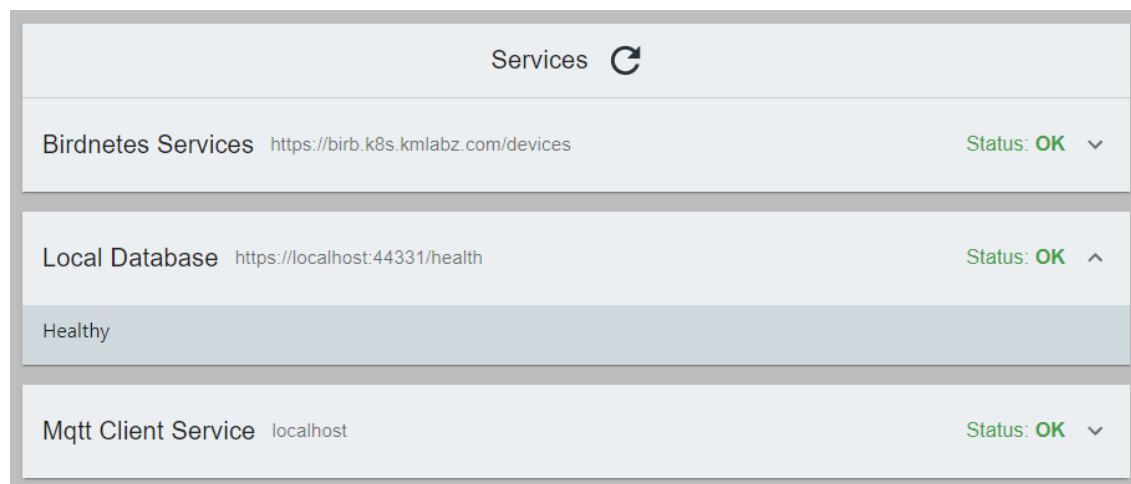 Services
Birdnetes Services https://birb.k8s.kmlabz.com/devices Status: OK
Local Database https://localhost:44331/health Status: OK
Healthy
Mqtt Client Service localhost Status: OK